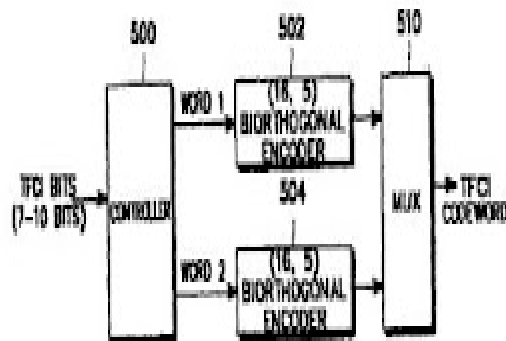 500
502
510
WORD 1
(16, 5)
BIORTHOGONAL
ENCODER
TFCI BITS
(7-10 BITS)
CONTROLLER
504
MUX
TFCI
CODEWORD
WORD 2
(16, 5)
BIORTHOGONAL
ENCODER